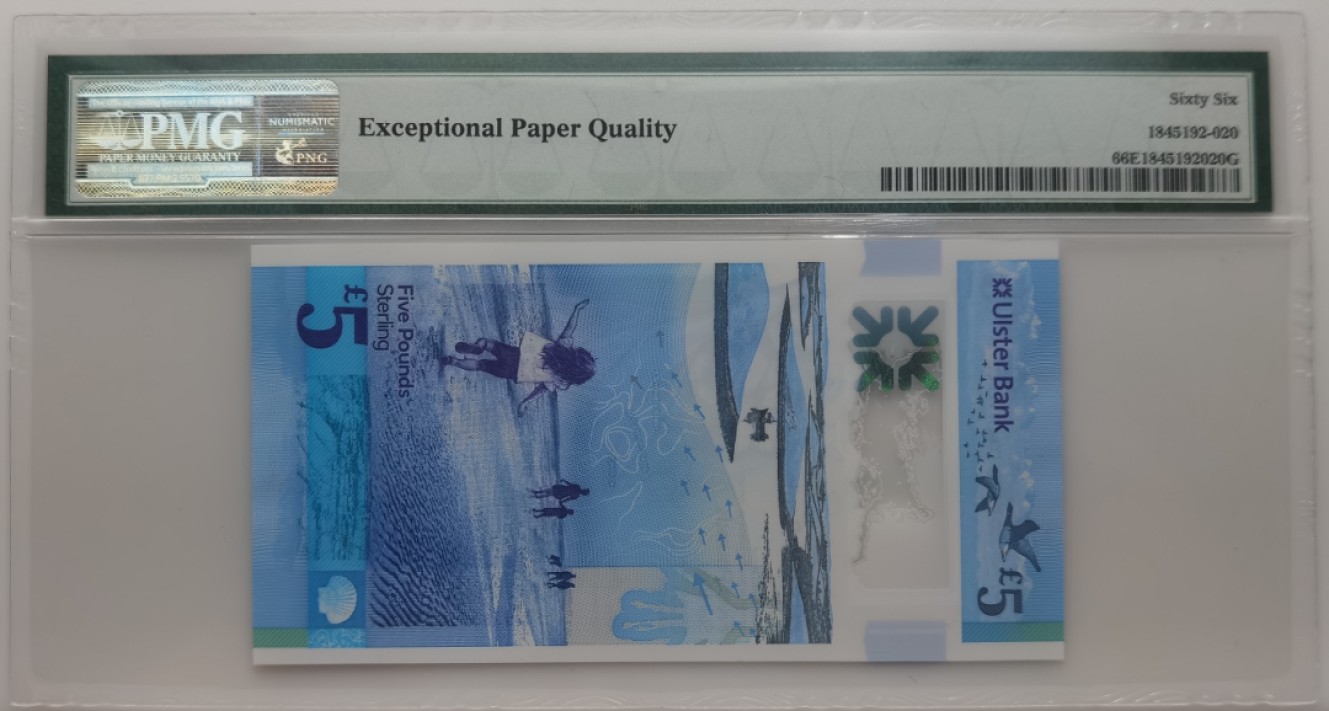 PMG
PAPER MONEY GUARANTY
NUMISMATIC
PNG
Exceptional Paper Quality
Sixty Six
1845192-020
66E1845192020G
£5
Five Pounds
Sterling
Ulster Bank
£5